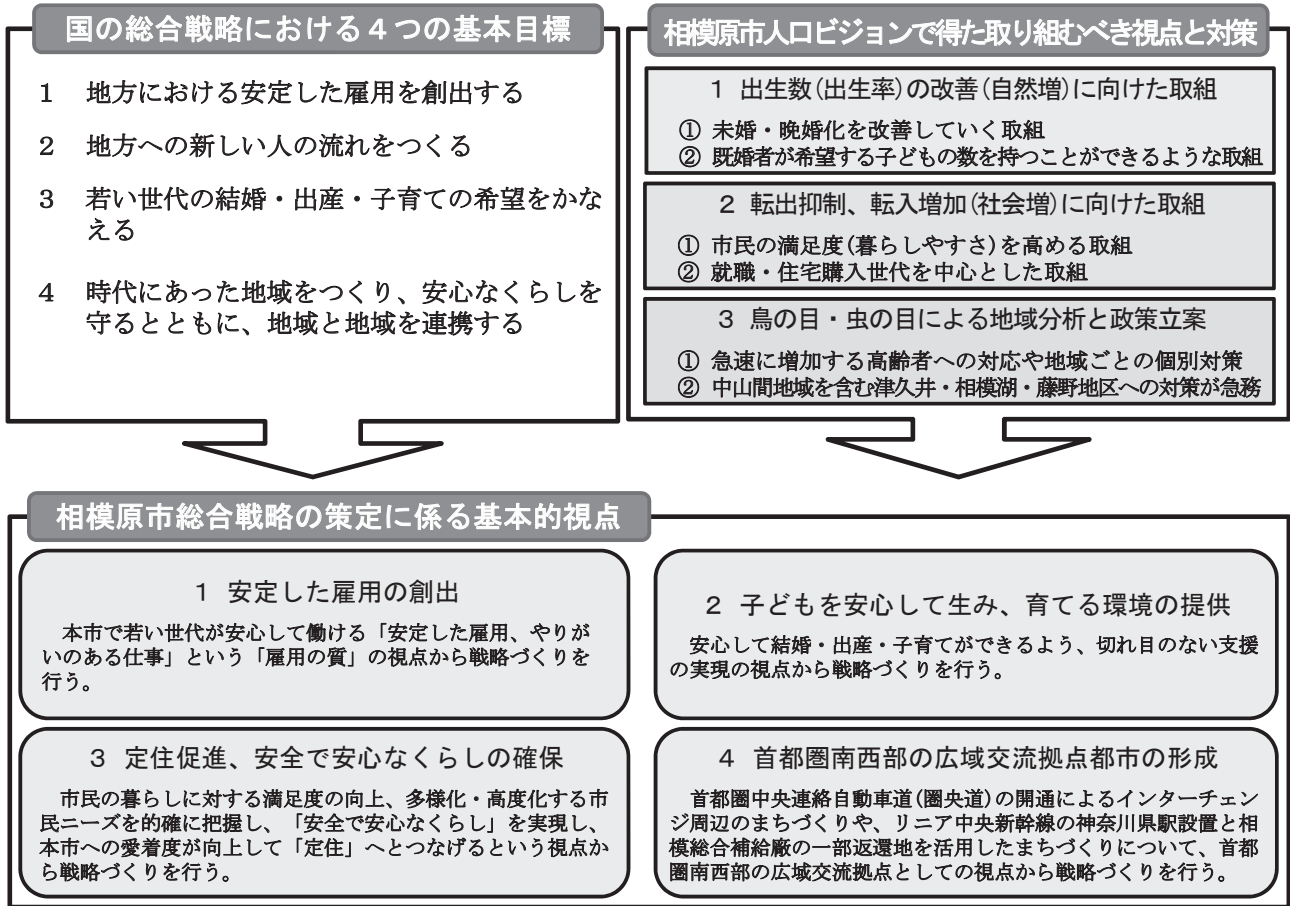 国の総合戦略における４つの基本目標
１　地方における安定した雇用を創出する
２　地方への新しい人の流れをつくる
３　若い世代の結婚・出産・子育ての希望をかな
える
４　時代にあった地域をつくり、安心なくらしを
守るとともに、地域と地域を連携する
相模原市人口ビジョンで得た取り組むべき視点と対策
１ 出生数(出生率)の改善(自然増)に向けた取組
① 未婚・晩婚化を改善していく取組
② 既婚者が希望する子どもの数を持つことができるような取組
２ 転出抑制、転入増加(社会増)に向けた取組
① 市民の満足度(暮らしやすさ)を高める取組
② 就職・住宅購入世代を中心とした取組
３ 鳥の目・虫の目による地域分析と政策立案
① 急速に増加する高齢者への対応や地域ごとの個別対策
② 中山間地域を含む津久井・相模湖・藤野地区への対策が急務
相模原市総合戦略の策定に係る基本的視点
１ 安定した雇用の創出
本市で若い世代が安心して働ける「安定した雇用、やりが
いのある仕事」という「雇用の質」の視点から戦略づくりを
行う。
２ 子どもを安心して生み、育てる環境の提供
安心して結婚・出産・子育てができるよう、切れ目のない支援
の実現の視点から戦略づくりを行う。
３ 定住促進、安全で安心なくらしの確保
市民の暮らしに対する満足度の向上、多様化・高度化する市
民ニーズを的確に把握し、「安全で安心なくらし」を実現し、
本市への愛着度が向上して「定住」へとつなげるという視点か
ら戦略づくりを行う。
４ 首都圏南西部の広域交流拠点都市の形成
首都圏中央連絡自動車道(圏央道)の開通によるインターチェン
ジ周辺のまちづくりや、リニア中央新幹線の神奈川県駅設置と相
模総合補給廠の一部返還地を活用したまちづくりについて、首都
圏南西部の広域交流拠点としての視点から戦略づくりを行う。